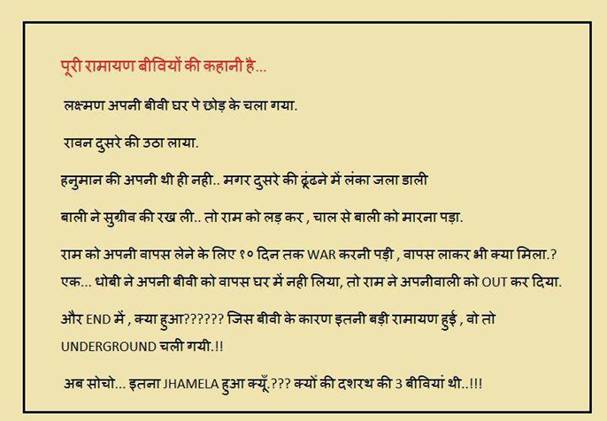 पूरी रामायण बीवियों की कहानी है...
लक्ष्मण अपनी बीवी घर पे छोड़ के चला गया.
रावन दुसरे की उठा लाया.
हनुमान की अपनी थी ही नही.. मगर दुसरे की ढूंढने में लंका जला डाली
बाली ने सुग्रीव की रख ली.. तो राम को लड़ कर , चाल से बाली को मारना पड़ा.
राम को अपनी वापस लेने के लिए १० दिन तक WAR करनी पड़ी , वापस लाकर भी क्या मिला.?
एक... धोबी ने अपनी बीवी को वापस घर में नही लिया, तो राम ने अपनीवाली को OUT कर दिया.
और END में , क्या हुआ?????? जिस बीवी के कारण इतनी बड़ी रामायण हुई , वो तो
UNDERGROUND चली गयी.!!
अब सोचो... इतना JHAMELA हुआ क्यूँ.??? क्यों की दशरथ की 3 बीवियां थी..!!!